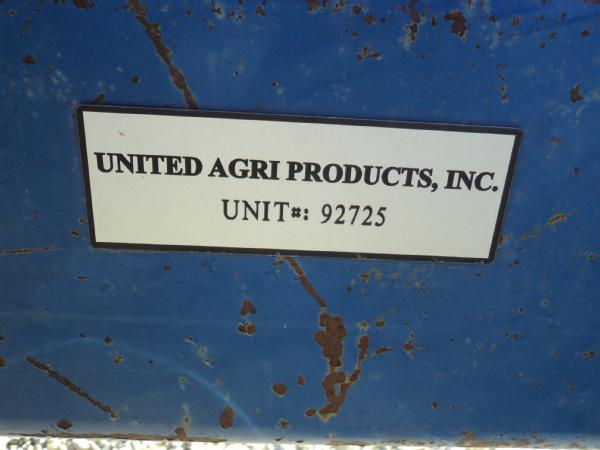 UNITED AGRI PRODUCTS, INC.
UNIT#: 92725